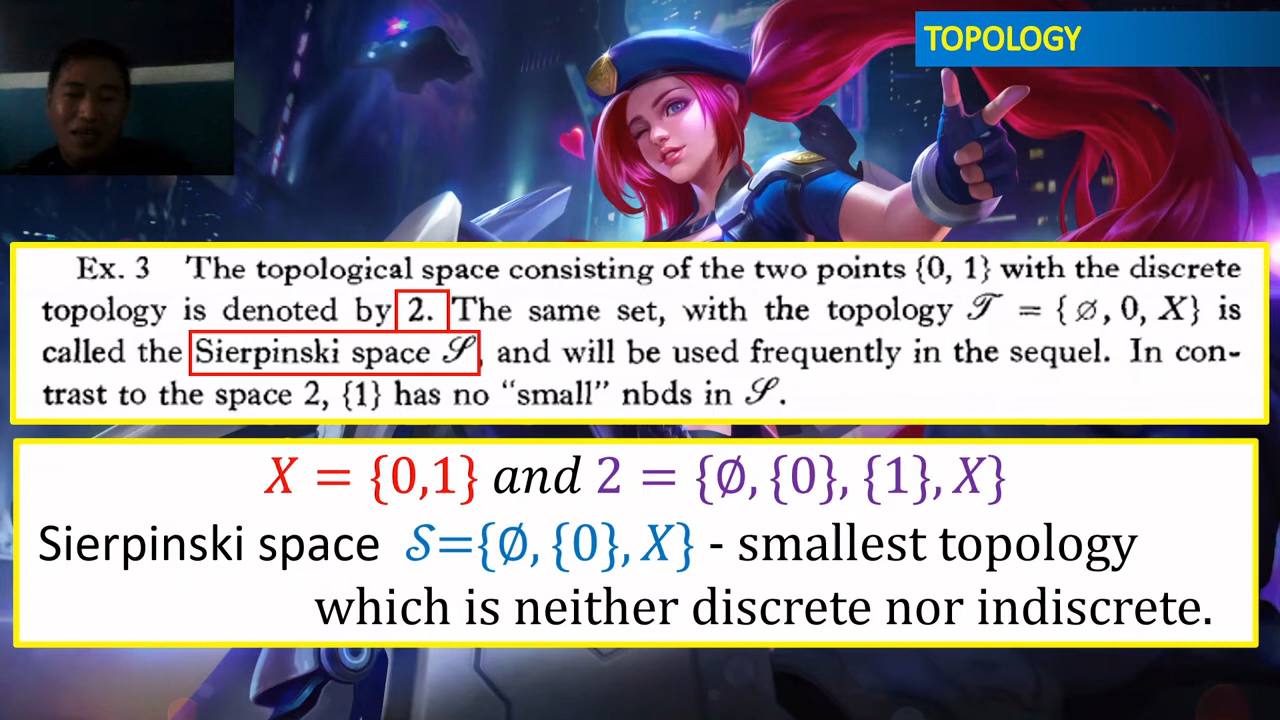 TOPOLOGY
Ex. 3 The topological space consisting of the two points {0, 1} with the discrete
topology is denoted by 2. The same set, with the topology 𝒯 = {∅, 0, X} is
called the Sierpinski space 𝒮, and will be used frequently in the sequel. In con-
trast to the space 2, {1} has no “small” nbds in 𝒮.
X = {0,1} and 2 = {∅, {0}, {1}, X}
Sierpinski space 𝒮={∅, {0}, X} - smallest topology
which is neither discrete nor indiscrete.